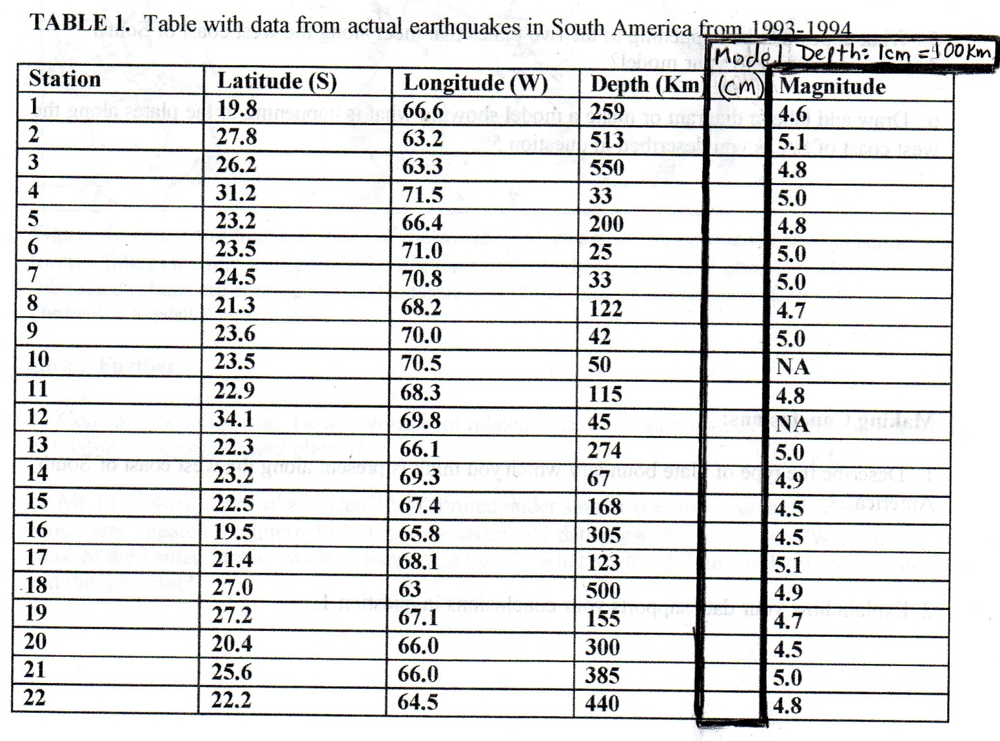 TABLE 1. Table with data from actual earthquakes in South America from 1993-1994
Model Depth: 1cm = 100km
Station Latitude (S) Longitude (W) Depth (Km) (cm) Magnitude
1 19.8 66.6 259 4.6
2 27.8 63.2 513 5.1
3 26.2 63.3 550 4.8
4 31.2 71.5 33 5.0
5 23.2 66.4 200 4.8
6 23.5 71.0 25 5.0
7 24.5 70.8 33 5.0
8 21.3 68.2 122 4.7
9 23.6 70.0 42 5.0
10 23.5 70.5 50 NA
11 22.9 68.3 115 4.8
12 34.1 69.8 45 NA
13 22.3 66.1 274 5.0
14 23.2 69.3 67 4.9
15 22.5 67.4 168 4.5
16 19.5 65.8 305 4.5
17 21.4 68.1 123 5.1
18 27.0 63 500 4.9
19 27.2 67.1 155 4.7
20 20.4 66.0 300 4.5
21 25.6 66.0 385 5.0
22 22.2 64.5 440 4.8